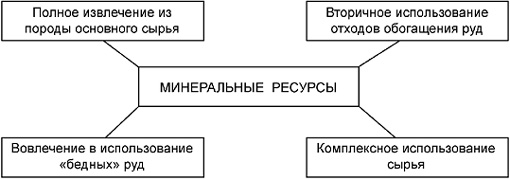 Полное извлечение из
породы основного сырья
Вторичное использование
отходов обогащения руд
МИНЕРАЛЬНЫЕ РЕСУРСЫ
Вовлечение в использование
«бедных» руд
Комплексное использование
сырья